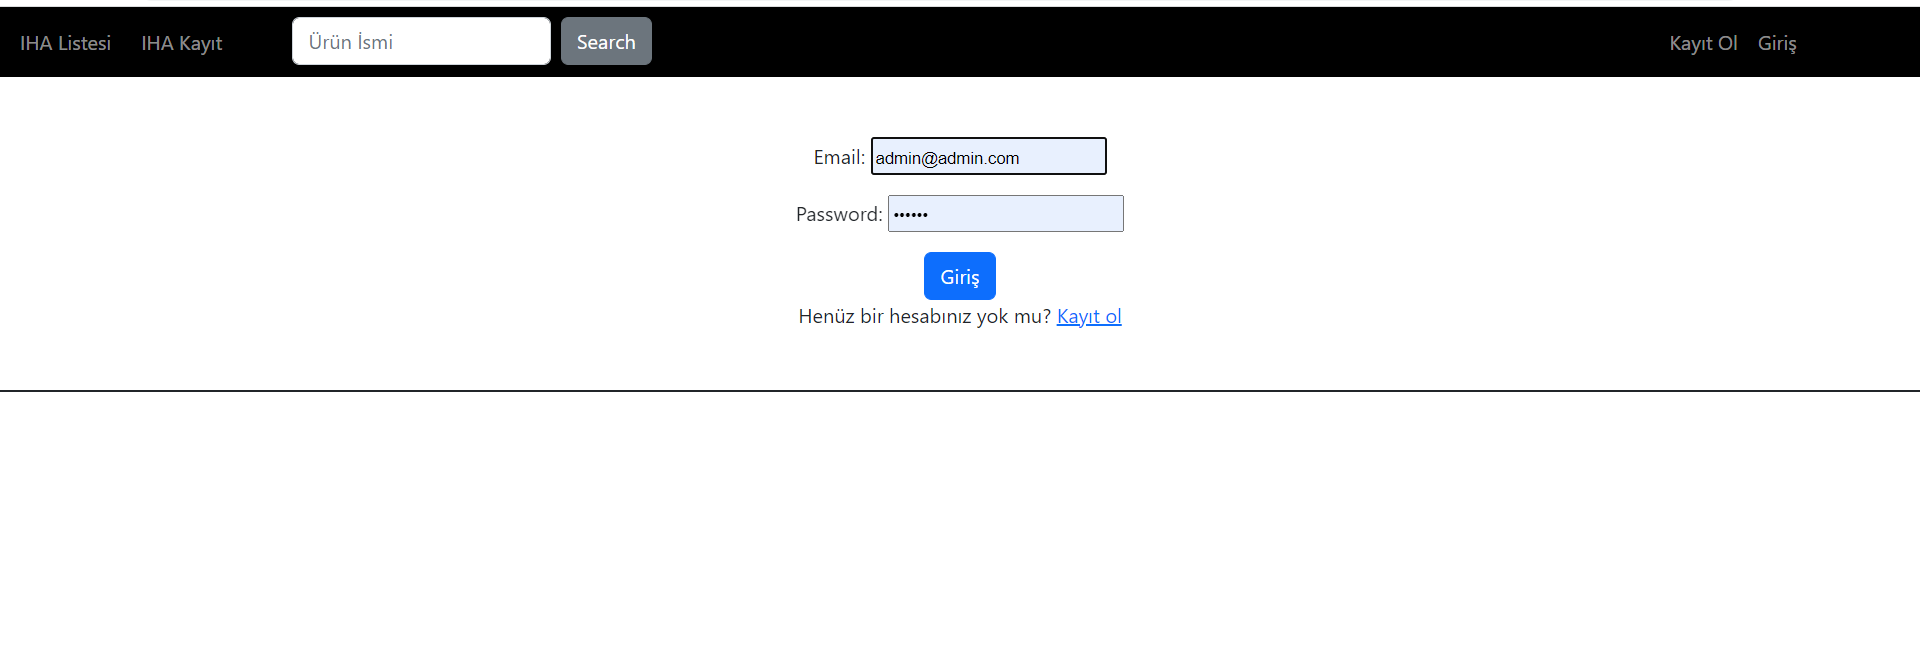 IHA Listesi IHA Kayıt Ürün İsmi Search Kayıt Ol Giriş
Email: admin@admin.com
Password: ••••••
Giriş
Henüz bir hesabınız yok mu? Kayıt ol